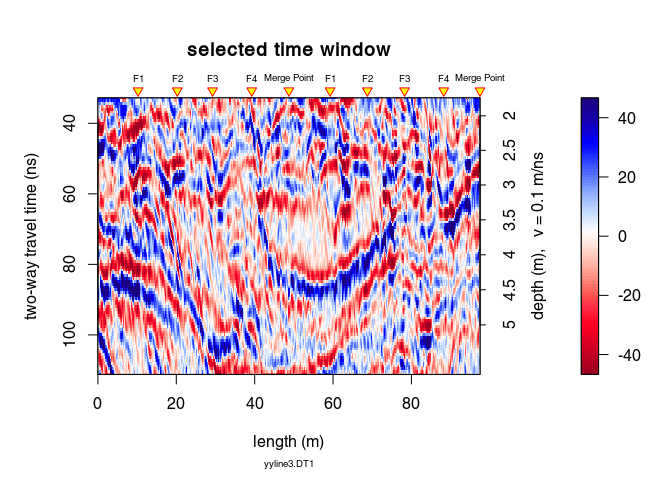 selected time window
F1 F2 F3 F4 Merge Point F1 F2 F3 F4 Merge Point
two-way travel time (ns)
40
60
80
100
2
2.5
3
3.5
4
4.5
5
depth (m), v = 0.1 m/ns
40
20
0
-20
-40
0 20 40 60 80
length (m)
yyline3.DT1